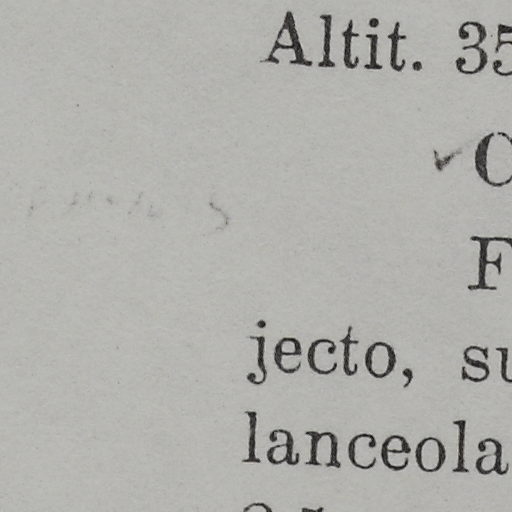 Altit. 35
C
F
jecto, su
lanceola